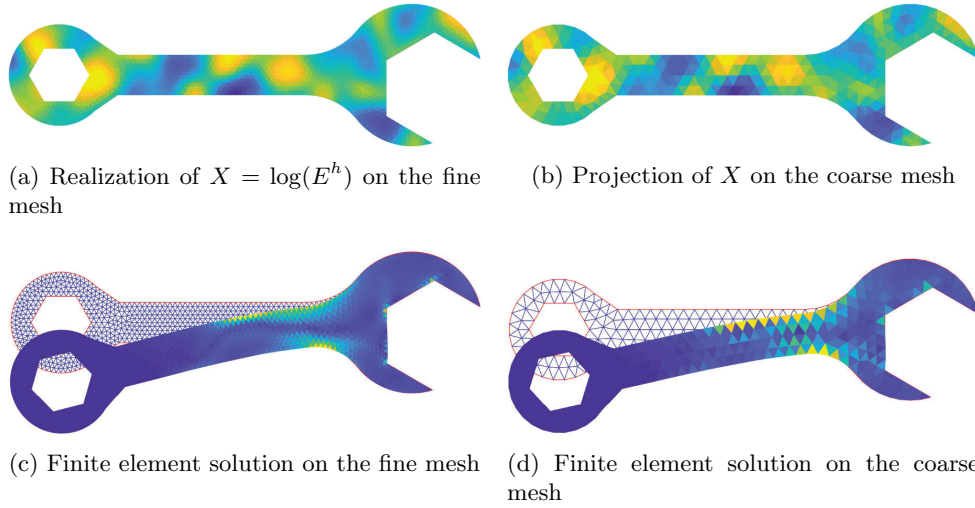 (a) Realization of X = log(E^h) on the fine
mesh
(b) Projection of X on the coarse mesh
(c) Finite element solution on the fine mesh
(d) Finite element solution on the coarse
mesh